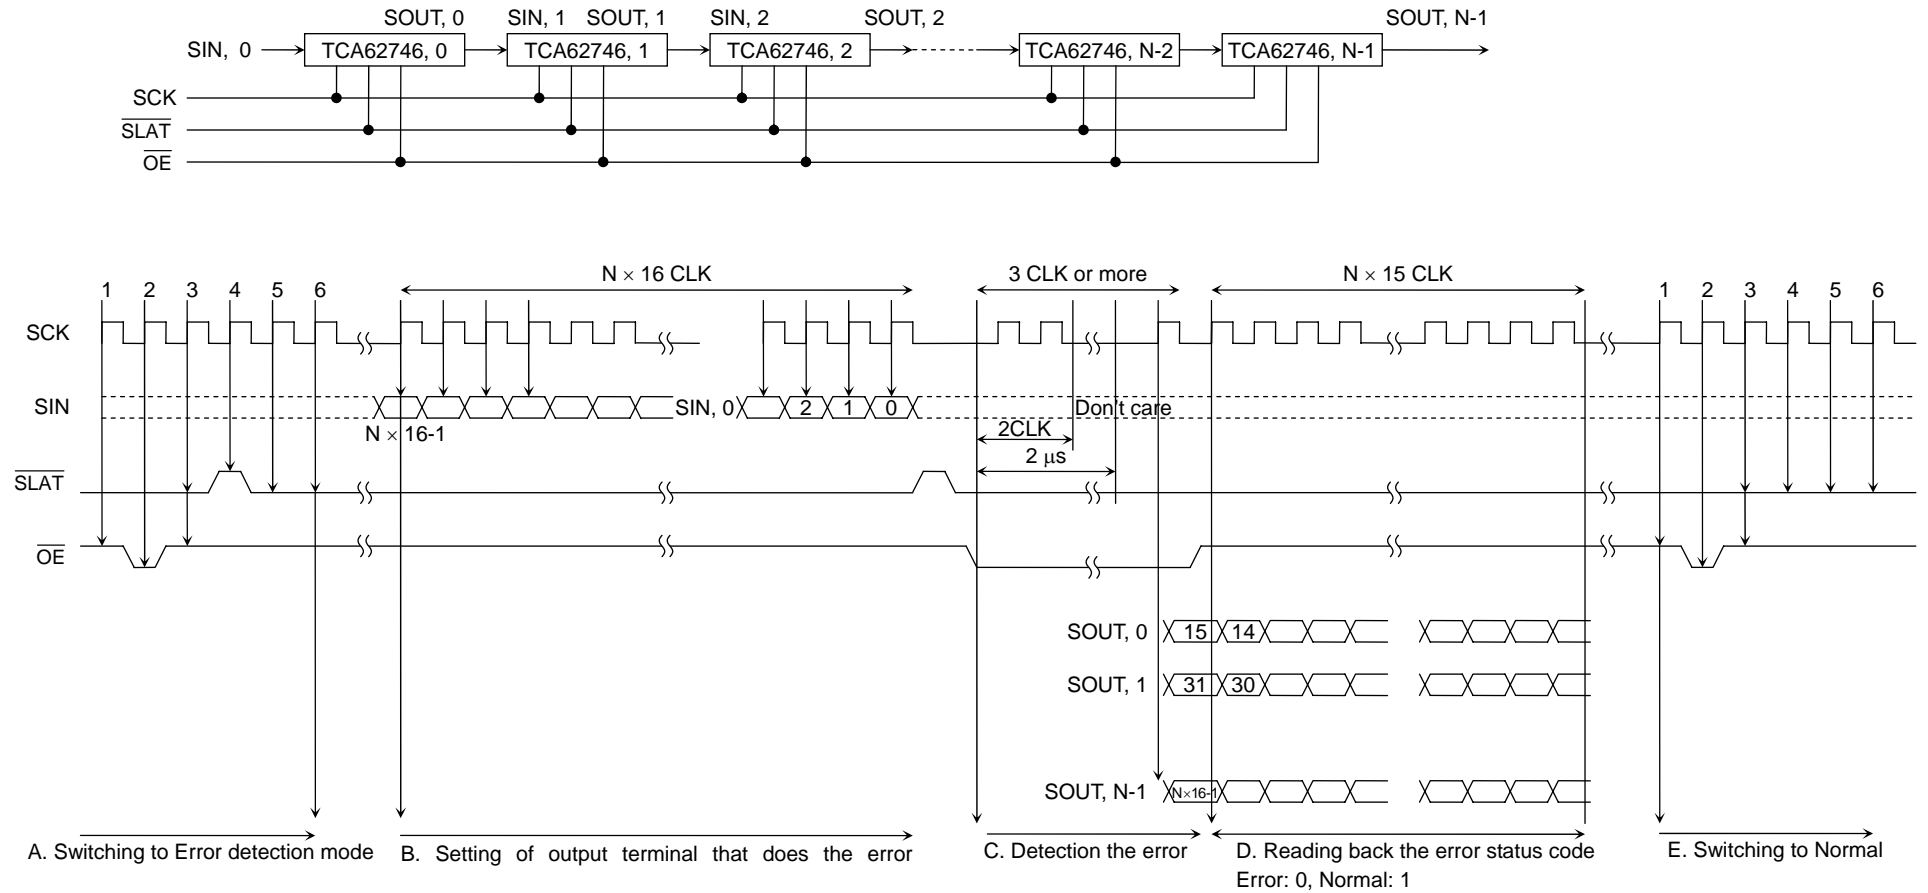 SOUT, 0 SIN, 1 SOUT, 1 SIN, 2 SOUT, 2 SOUT, N-1
SIN, 0 TCA62746, 0 TCA62746, 1 TCA62746, 2 TCA62746, N-2 TCA62746, N-1
SCK
SLAT
OE
N × 16 CLK 3 CLK or more N × 15 CLK
1 2 3 4 5 6 1 2 3 4 5 6
SCK
SIN SIN, 0 2 1 0 Don't care
N × 16-1 2CLK
2 μs
SLAT
OE
SOUT, 0 15 14
SOUT, 1 31 30
SOUT, N-1 N×16-1
A. Switching to Error detection mode B. Setting of output terminal that does the error C. Detection the error D. Reading back the error status code E. Switching to Normal
Error: 0, Normal: 1